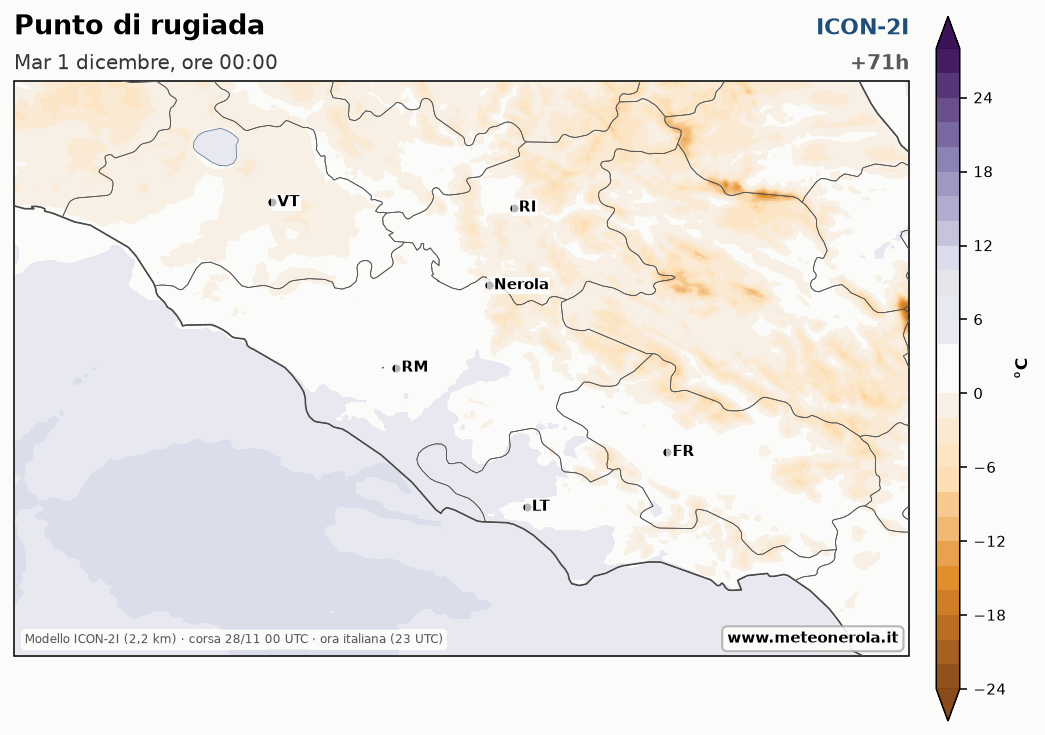 Punto di rugiada
ICON-2I
Mar 1 dicembre, ore 00:00
+71h
VT
RI
Nerola
RM
FR
LT
24
18
12
6
0
−6
−12
−18
−24
°C
Modello ICON-2I (2,2 km) · corsa 28/11 00 UTC · ora italiana (23 UTC)
www.meteonerola.it